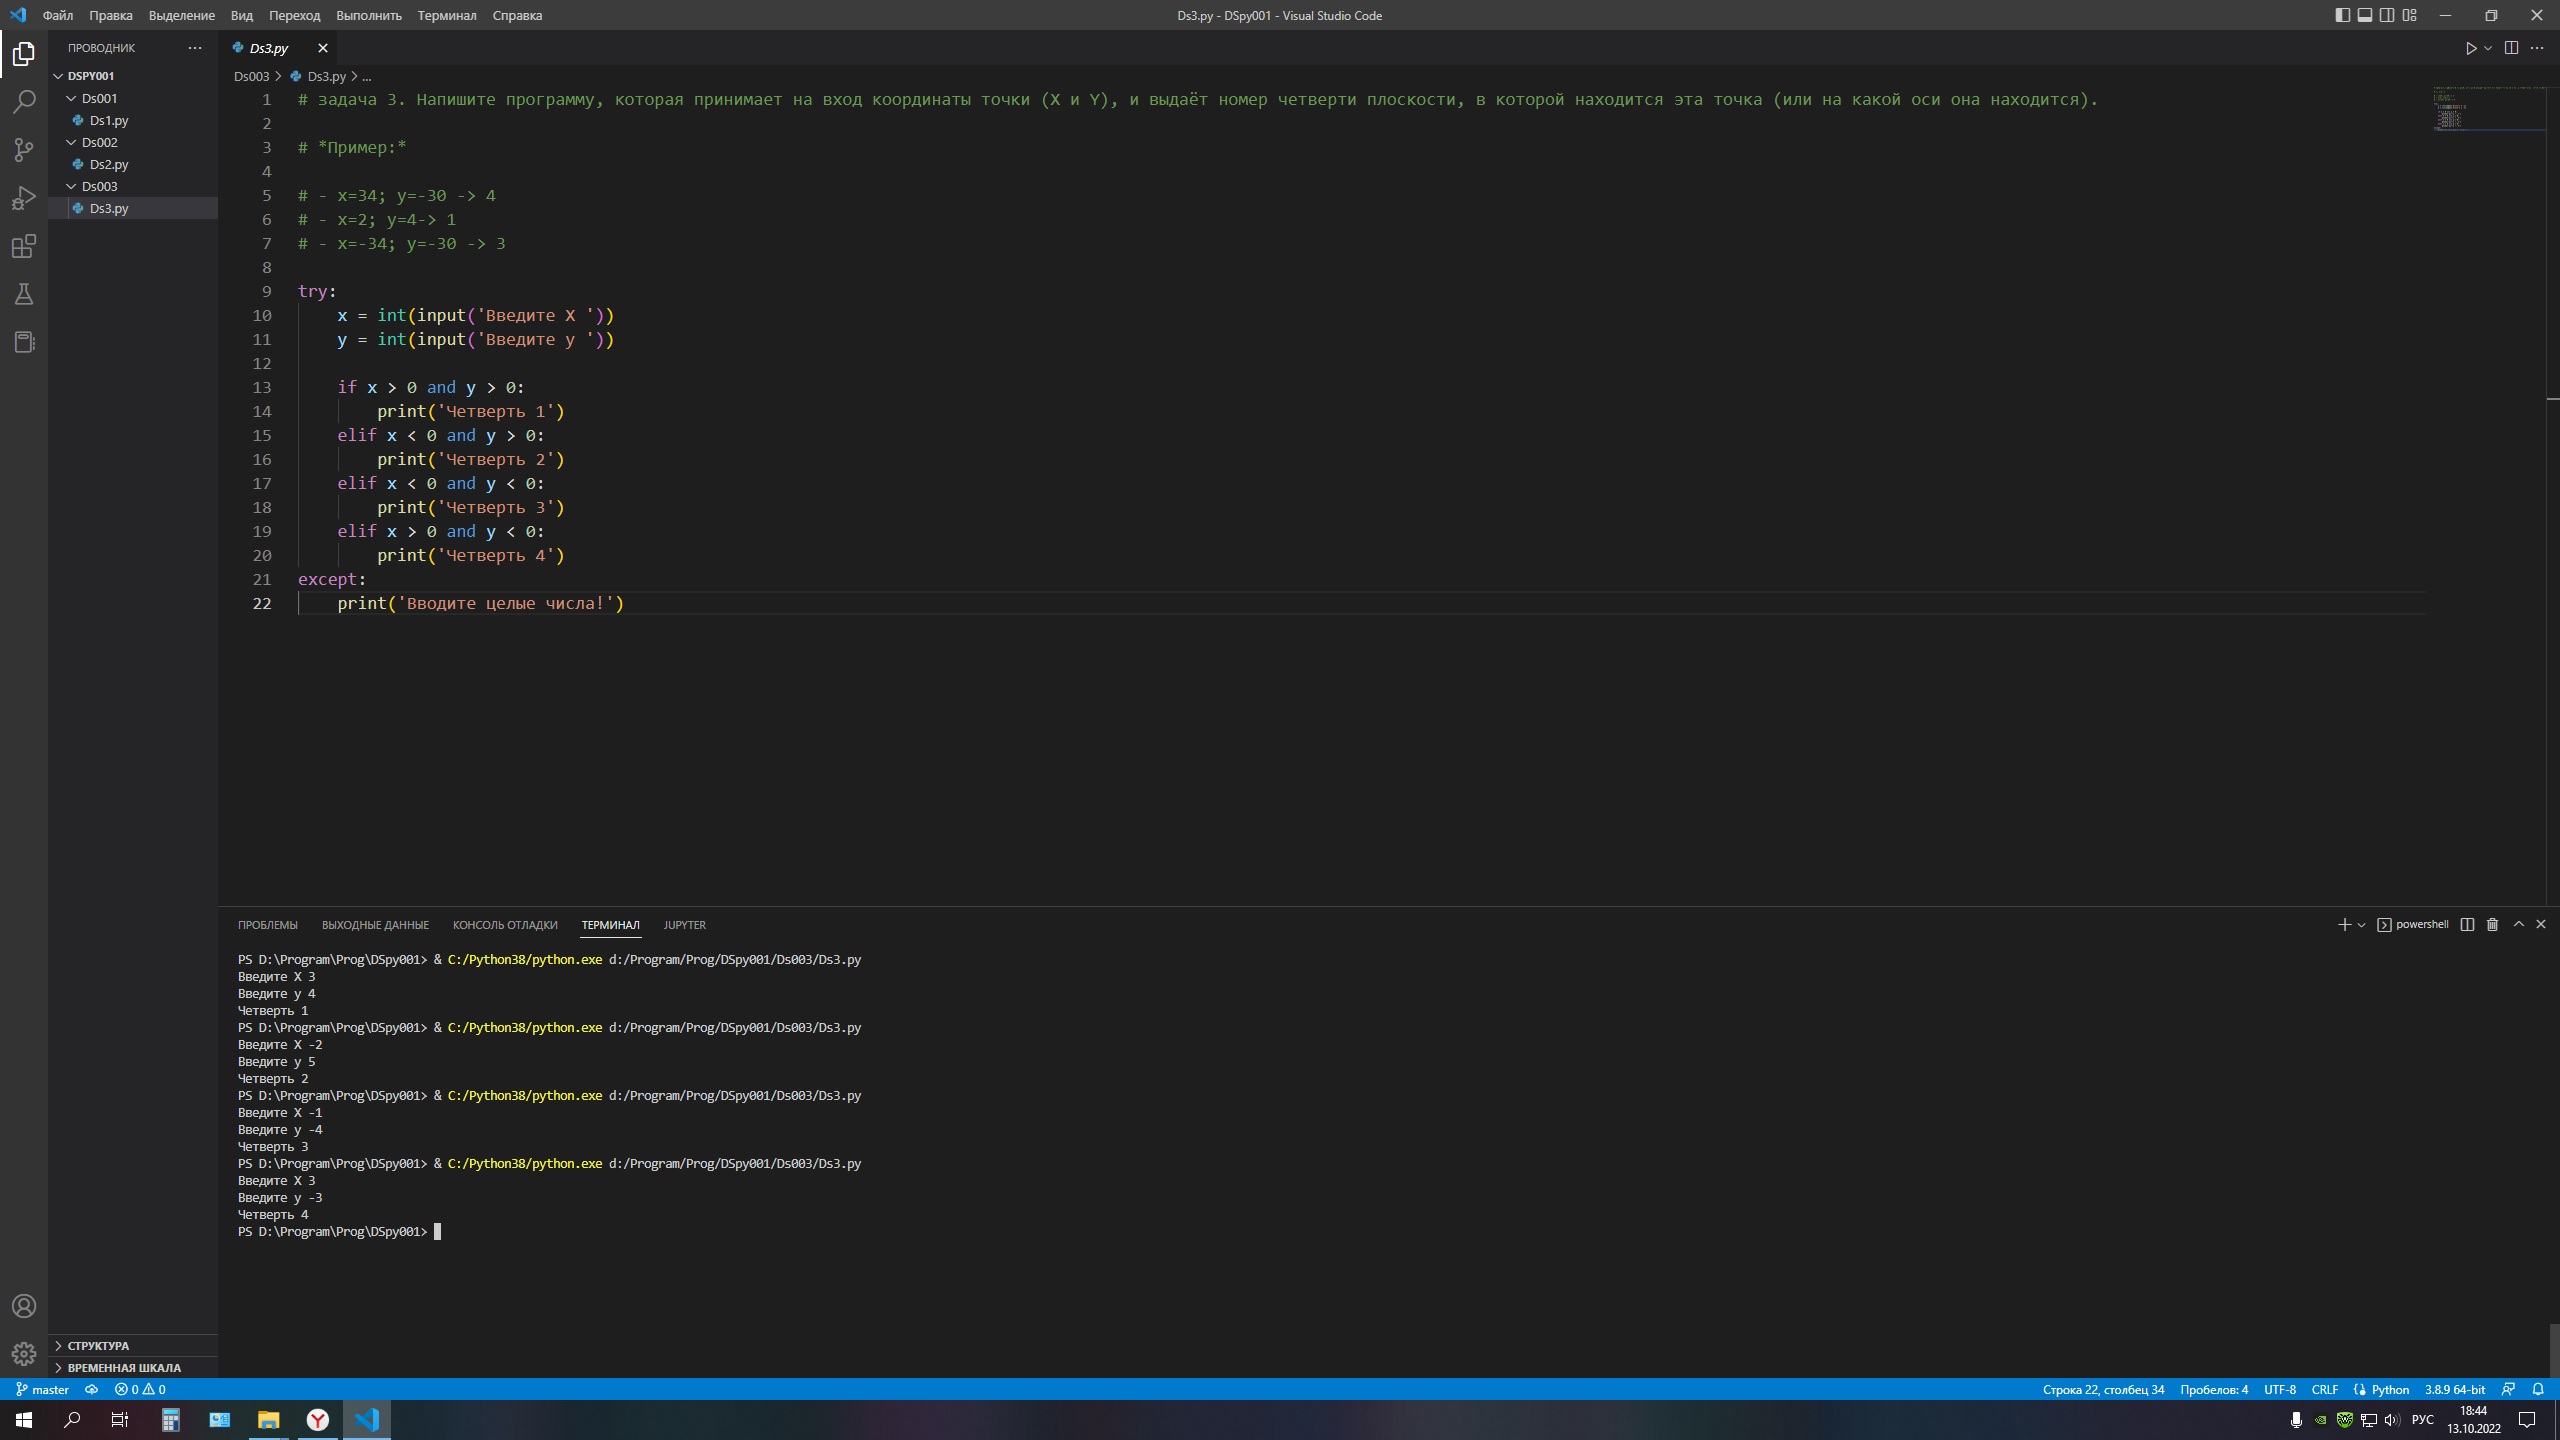 Файл Правка Выделение Вид Переход Выполнить Терминал Справка
Ds3.py - DSpy001 - Visual Studio Code
ПРОВОДНИК
DSPY001
Ds001
Ds1.py
Ds002
Ds2.py
Ds003
Ds3.py
СТРУКТУРА
ВРЕМЕННАЯ ШКАЛА
Ds3.py
Ds003 > Ds3.py > ...
1 # задача 3. Напишите программу, которая принимает на вход координаты точки (X и Y), и выдаёт номер четверти плоскости, в которой находится эта точка (или на какой оси она находится).
2
3 # *Пример:*
4
5 # - x=34; y=-30 -> 4
6 # - x=2; y=4-> 1
7 # - x=-34; y=-30 -> 3
8
9 try:
10     x = int(input('Введите X '))
11     y = int(input('Введите y '))
12
13     if x > 0 and y > 0:
14         print('Четверть 1')
15     elif x < 0 and y > 0:
16         print('Четверть 2')
17     elif x < 0 and y < 0:
18         print('Четверть 3')
19     elif x > 0 and y < 0:
20         print('Четверть 4')
21 except:
22     print('Вводите целые числа!')
ПРОБЛЕМЫ ВЫХОДНЫЕ ДАННЫЕ КОНСОЛЬ ОТЛАДКИ ТЕРМИНАЛ JUPYTER
powershell
PS D:\Program\Prog\DSpy001> & C:/Python38/python.exe d:/Program/Prog/DSpy001/Ds003/Ds3.py
Введите X 3
Введите y 4
Четверть 1
PS D:\Program\Prog\DSpy001> & C:/Python38/python.exe d:/Program/Prog/DSpy001/Ds003/Ds3.py
Введите X -2
Введите y 5
Четверть 2
PS D:\Program\Prog\DSpy001> & C:/Python38/python.exe d:/Program/Prog/DSpy001/Ds003/Ds3.py
Введите X -1
Введите y -4
Четверть 3
PS D:\Program\Prog\DSpy001> & C:/Python38/python.exe d:/Program/Prog/DSpy001/Ds003/Ds3.py
Введите X 3
Введите y -3
Четверть 4
PS D:\Program\Prog\DSpy001>
master 0 0
Строка 22, столбец 34 Пробелов: 4 UTF-8 CRLF Python 3.8.9 64-bit
РУС
18:44
13.10.2022